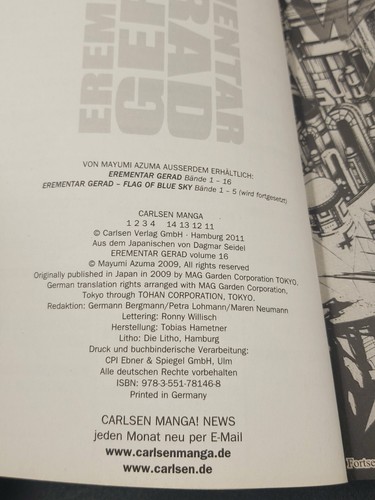 EREMENTAR
GERAD
VON MAYUMI AZUMA AUSSERDEM ERHÄLTLICH:
EREMENTAR GERAD Bände 1 – 16
EREMENTAR GERAD – FLAG OF BLUE SKY Bände 1 – 5 (wird fortgesetzt)
CARLSEN MANGA
1 2 3 4 14 13 12 11
© Carlsen Verlag GmbH · Hamburg 2011
Aus dem Japanischen von Dagmar Seidel
EREMENTAR GERAD volume 16
© Mayumi Azuma 2009, All rights reserved
Originally published in Japan in 2009 by MAG Garden Corporation TOKYO.
German translation rights arranged with MAG Garden Corporation,
Tokyo through TOHAN CORPORATION, TOKYO.
Redaktion: Germann Bergmann/Petra Lohmann/Maren Neumann
Lettering: Ronny Willisch
Herstellung: Tobias Hametner
Litho: Die Litho, Hamburg
Druck und buchbinderische Verarbeitung:
CPI Ebner & Spiegel GmbH, Ulm
Alle deutschen Rechte vorbehalten
ISBN: 978-3-551-78146-8
Printed in Germany
CARLSEN MANGA! NEWS
jeden Monat neu per E-Mail
www.carlsenmanga.de
www.carlsen.de